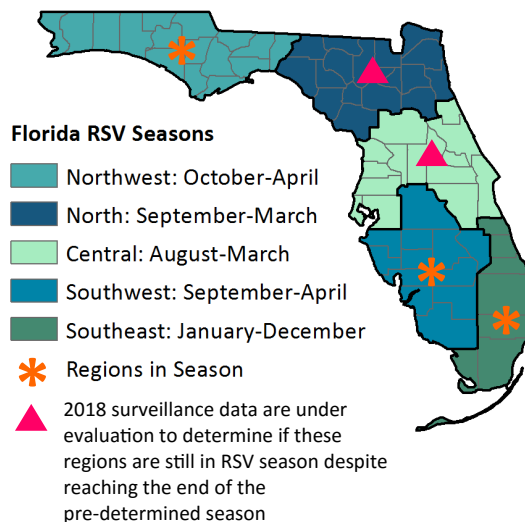 Florida RSV Seasons
Northwest: October-April
North: September-March
Central: August-March
Southwest: September-April
Southeast: January-December
Regions in Season
2018 surveillance data are under
evaluation to determine if these
regions are still in RSV season despite
reaching the end of the
pre-determined season